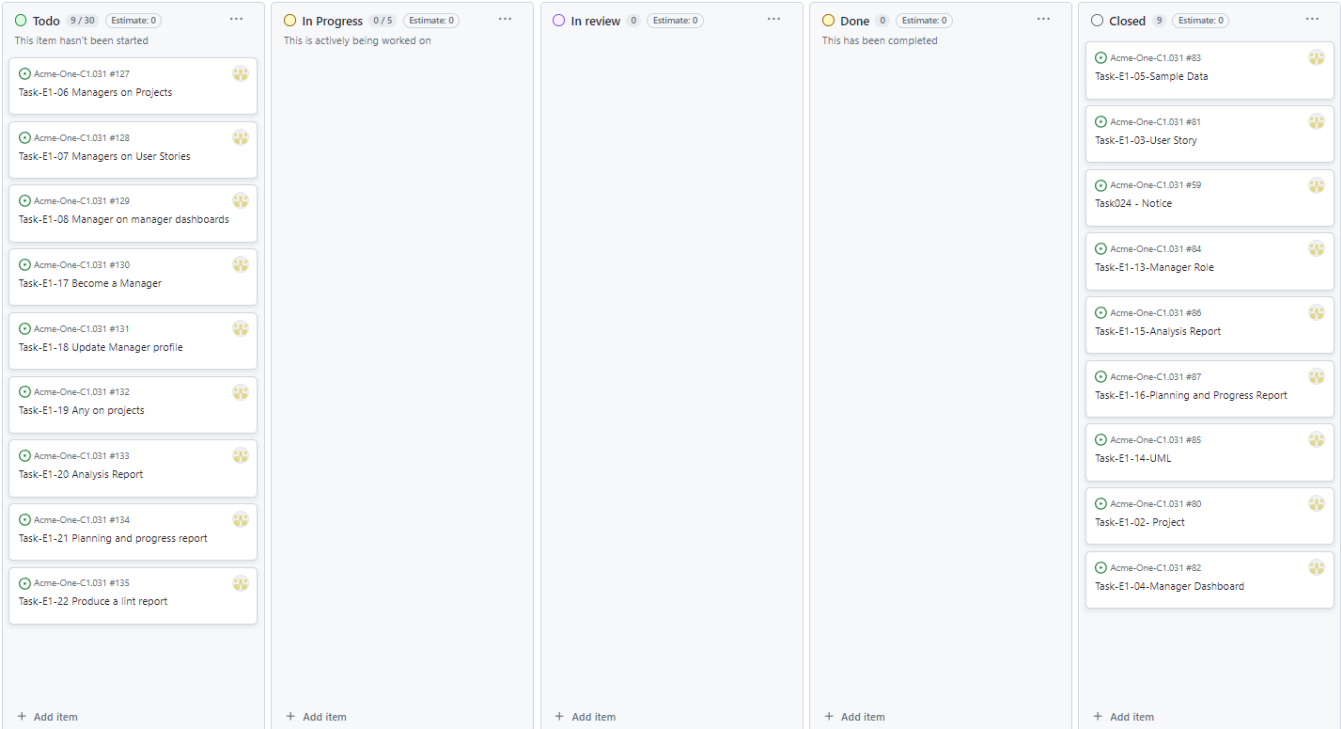 Todo 9 / 30 Estimate: 0 ...
This item hasn't been started
Acme-One-C1.031 #127
Task-E1-06 Managers on Projects
Acme-One-C1.031 #128
Task-E1-07 Managers on User Stories
Acme-One-C1.031 #129
Task-E1-08 Manager on manager dashboards
Acme-One-C1.031 #130
Task-E1-17 Become a Manager
Acme-One-C1.031 #131
Task-E1-18 Update Manager profile
Acme-One-C1.031 #132
Task-E1-19 Any on projects
Acme-One-C1.031 #133
Task-E1-20 Analysis Report
Acme-One-C1.031 #134
Task-E1-21 Planning and progress report
Acme-One-C1.031 #135
Task-E1-22 Produce a lint report
+ Add item
In Progress 0 / 5 Estimate: 0 ...
This is actively being worked on
+ Add item
In review 0 Estimate: 0 ...
+ Add item
Done 0 Estimate: 0 ...
This has been completed
+ Add item
Closed 9 Estimate: 0 ...
Acme-One-C1.031 #83
Task-E1-05-Sample Data
Acme-One-C1.031 #81
Task-E1-03-User Story
Acme-One-C1.031 #59
Task024 - Notice
Acme-One-C1.031 #84
Task-E1-13-Manager Role
Acme-One-C1.031 #86
Task-E1-15-Analysis Report
Acme-One-C1.031 #87
Task-E1-16-Planning and Progress Report
Acme-One-C1.031 #85
Task-E1-14-UML
Acme-One-C1.031 #80
Task-E1-02- Project
Acme-One-C1.031 #82
Task-E1-04-Manager Dashboard
+ Add item